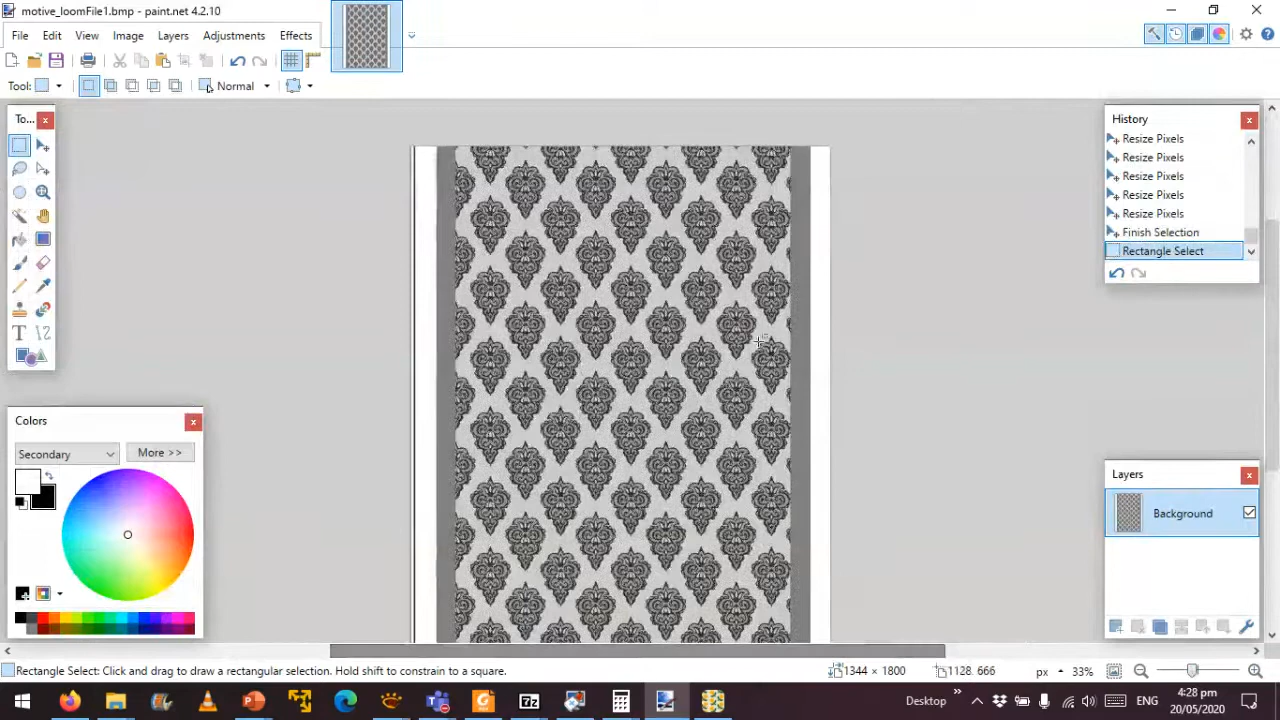 motive_loomFile1.bmp - paint.net 4.2.10
File Edit View Image Layers Adjustments Effects
Tool: Normal
To...
History
Resize Pixels
Resize Pixels
Resize Pixels
Resize Pixels
Resize Pixels
Finish Selection
Rectangle Select
Colors
Secondary More >>
Layers
Background
Rectangle Select: Click and drag to draw a rectangular selection. Hold shift to constrain to a square. 1344 × 1800 1128, 666 px 33%
Desktop ENG 4:28 pm
20/05/2020